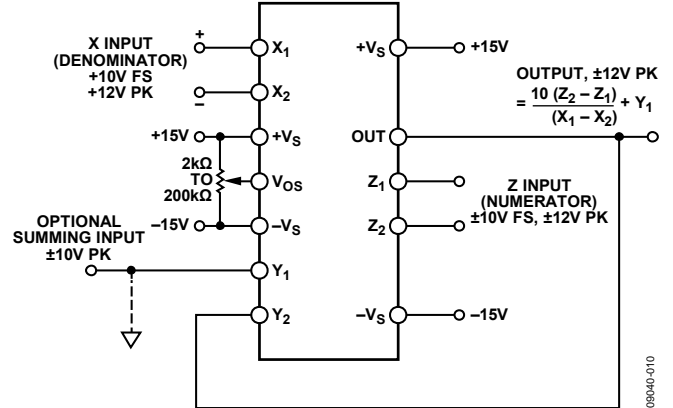 X INPUT
(DENOMINATOR)
+10V FS
+12V PK
+
–
X1
X2
+15V
+VS
2kΩ
TO
200kΩ
VOS
–15V
–VS
OPTIONAL
SUMMING INPUT
±10V PK
Y1
Y2
+VS
+15V
OUTPUT, ±12V PK
= 10 (Z2 – Z1) / (X1 – X2) + Y1
OUT
Z1
Z2
Z INPUT
(NUMERATOR)
±10V FS, ±12V PK
–VS
–15V
09040-010